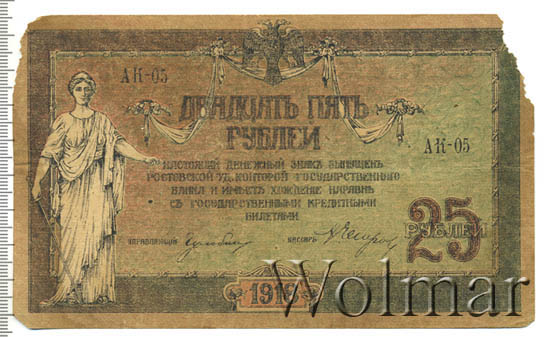 АК-05
ДВАДЦАТЬ ПЯТЬ
РУБЛЕЙ
АК-05
НАСТОЯЩІЙ ДЕНЕЖНЫЙ ЗНАКЪ ВЫПУЩЕНЪ
РОСТОВСКОЙ н/Д. КОНТОРОЙ ГОСУДАРСТВЕННАГО
БАНКА И ИМѢЕТЪ ХОЖДЕНІЕ НАРАВНѢ
СЪ ГОСУДАРСТВЕННЫМИ КРЕДИТНЫМИ
БИЛЕТАМИ
25
РУБЛЕЙ
УПРАВЛЯЮЩІЙ
КАССИРЪ
1918
Wolmar